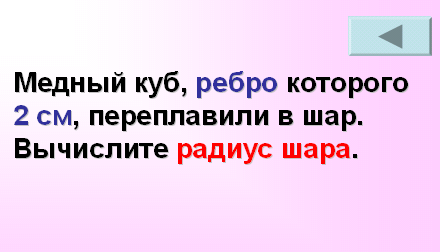 Медный куб, ребро которого
2 см, переплавили в шар.
Вычислите радиус шара.